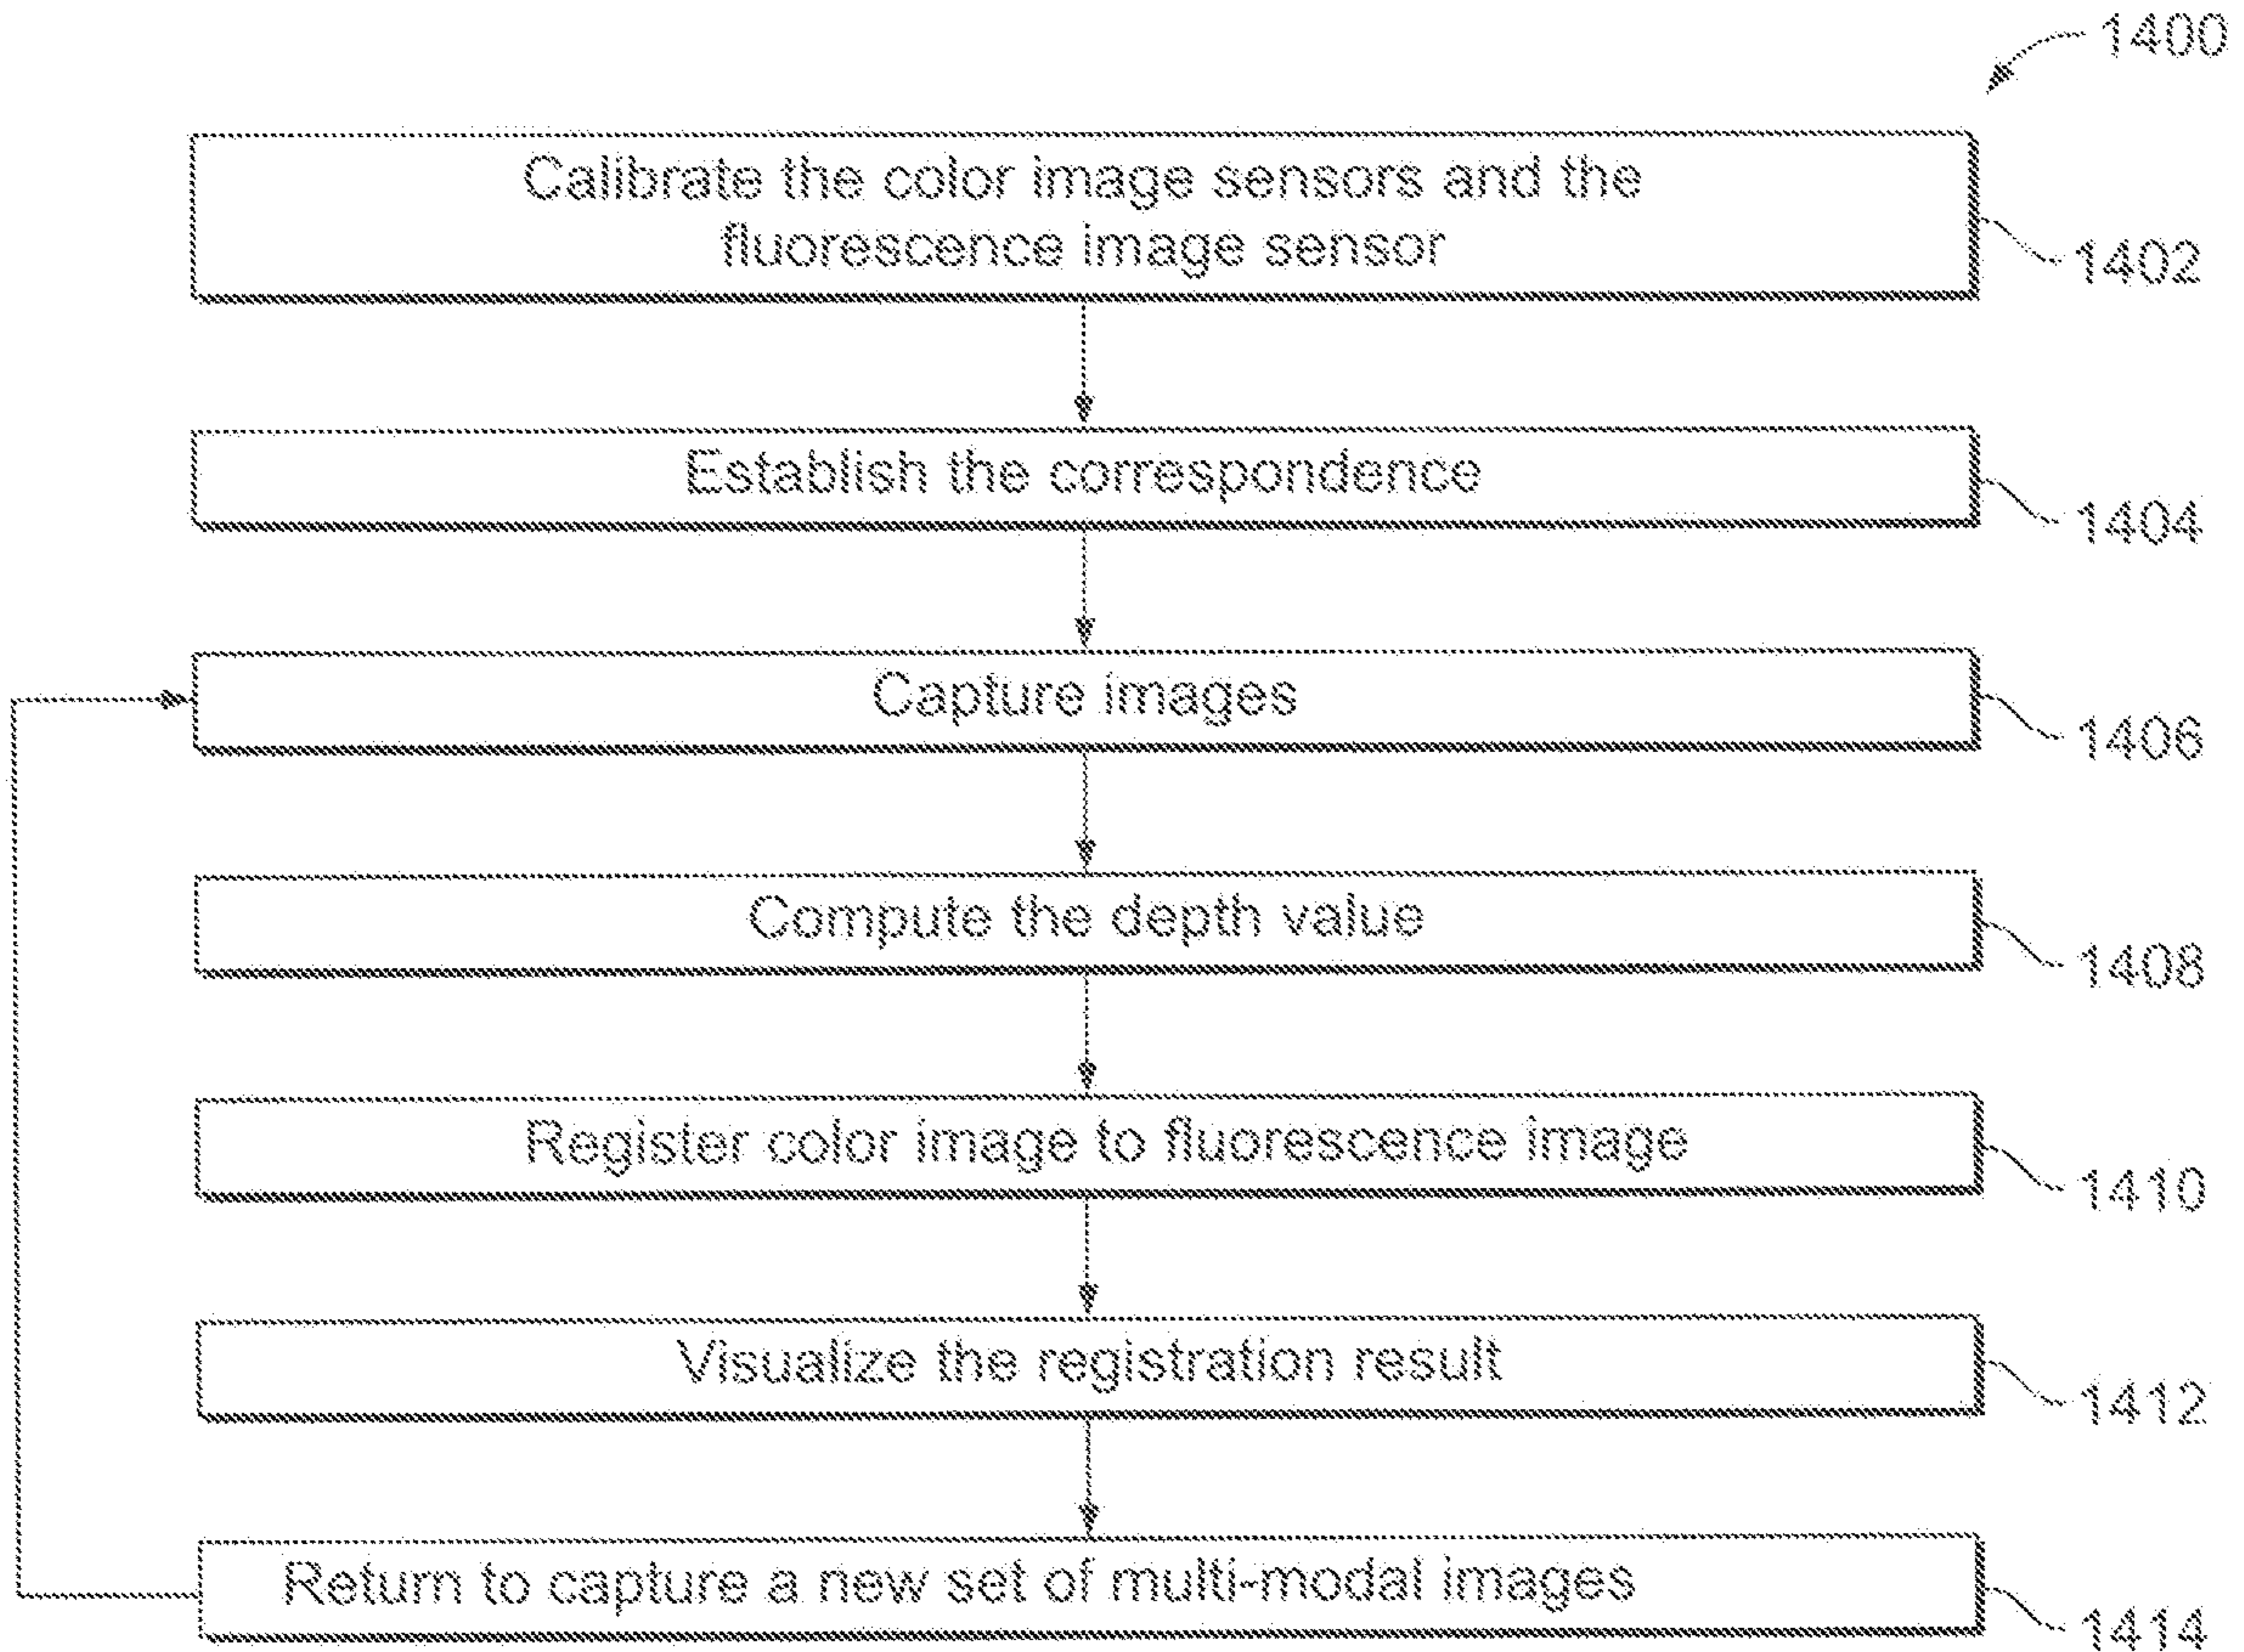 1400
Calibrate the color image sensors and the
fluorescence image sensor
1402
Establish the correspondence
1404
Capture images
1406
Compute the depth value
1408
Register color image to fluorescence image
1410
Visualize the registration result
1412
Return to capture a new set of multi-modal images
1414